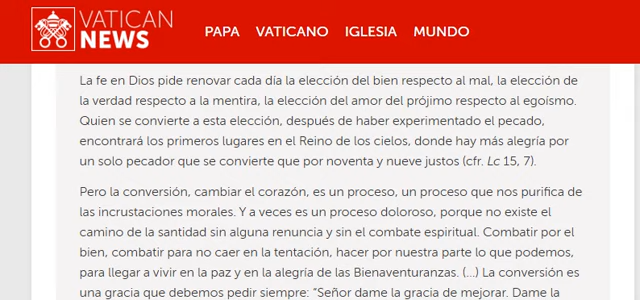 VATICAN
NEWS
PAPA VATICANO IGLESIA MUNDO
La fe en Dios pide renovar cada día la elección del bien respecto al mal, la elección de
la verdad respecto a la mentira, la elección del amor del prójimo respecto al egoísmo.
Quien se convierte a esta elección, después de haber experimentado el pecado,
encontrará los primeros lugares en el Reino de los cielos, donde hay más alegría por
un solo pecador que se convierte que por noventa y nueve justos (cfr. Lc 15, 7).
Pero la conversión, cambiar el corazón, es un proceso, un proceso que nos purifica de
las incrustaciones morales. Y a veces es un proceso doloroso, porque no existe el
camino de la santidad sin alguna renuncia y sin el combate espiritual. Combatir por el
bien, combatir para no caer en la tentación, hacer por nuestra parte lo que podemos,
para llegar a vivir en la paz y en la alegría de las Bienaventuranzas. (...) La conversión es
una gracia que debemos pedir siempre: “Señor dame la gracia de mejorar. Dame la